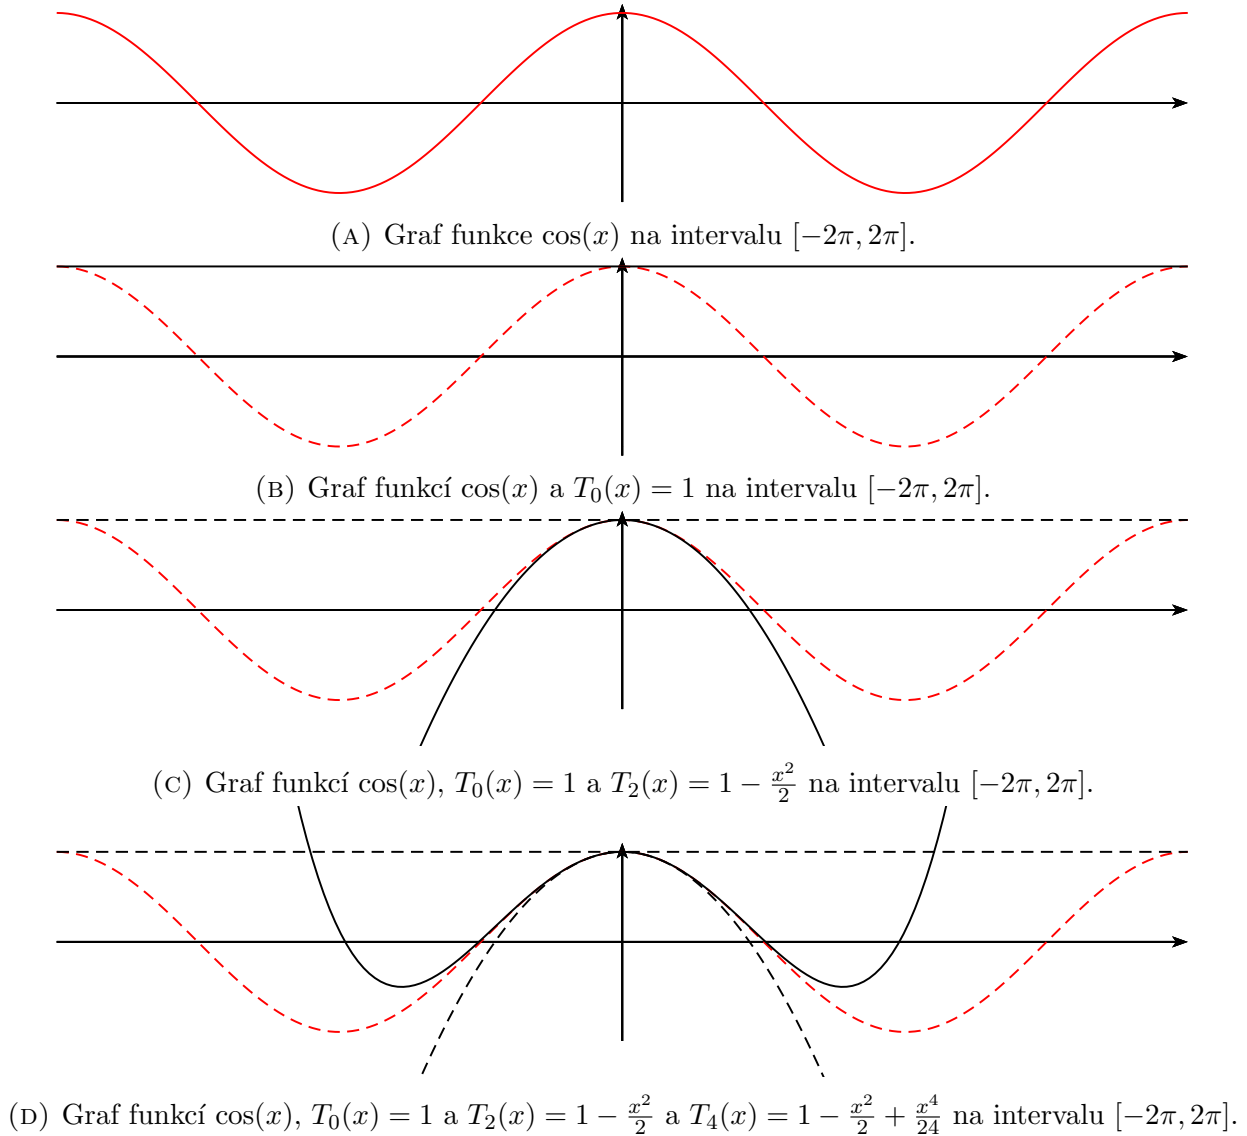 (A) Graf funkce cos(x) na intervalu [−2π, 2π].
(B) Graf funkcí cos(x) a T₀(x) = 1 na intervalu [−2π, 2π].
(C) Graf funkcí cos(x), T₀(x) = 1 a T₂(x) = 1 − x²/2 na intervalu [−2π, 2π].
(D) Graf funkcí cos(x), T₀(x) = 1 a T₂(x) = 1 − x²/2 a T₄(x) = 1 − x²/2 + x⁴/24 na intervalu [−2π, 2π].